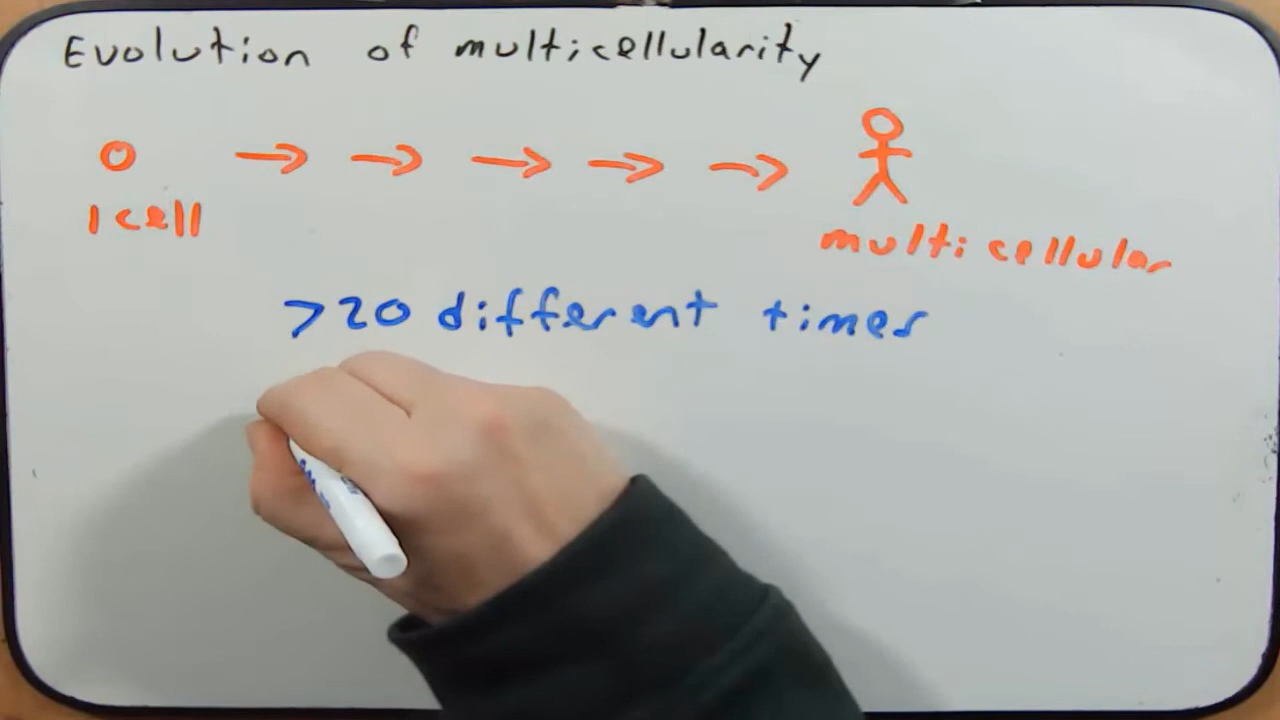 Evolution of multicellularity
1 cell
multicellular
>20 different times